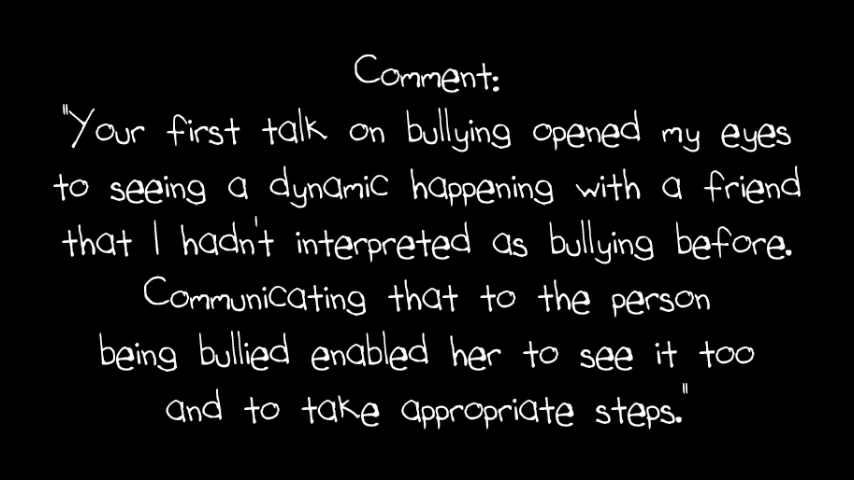 Comment:
"Your first talk on bullying opened my eyes
to seeing a dynamic happening with a friend
that I hadn't interpreted as bullying before.
Communicating that to the person
being bullied enabled her to see it too
and to take appropriate steps."